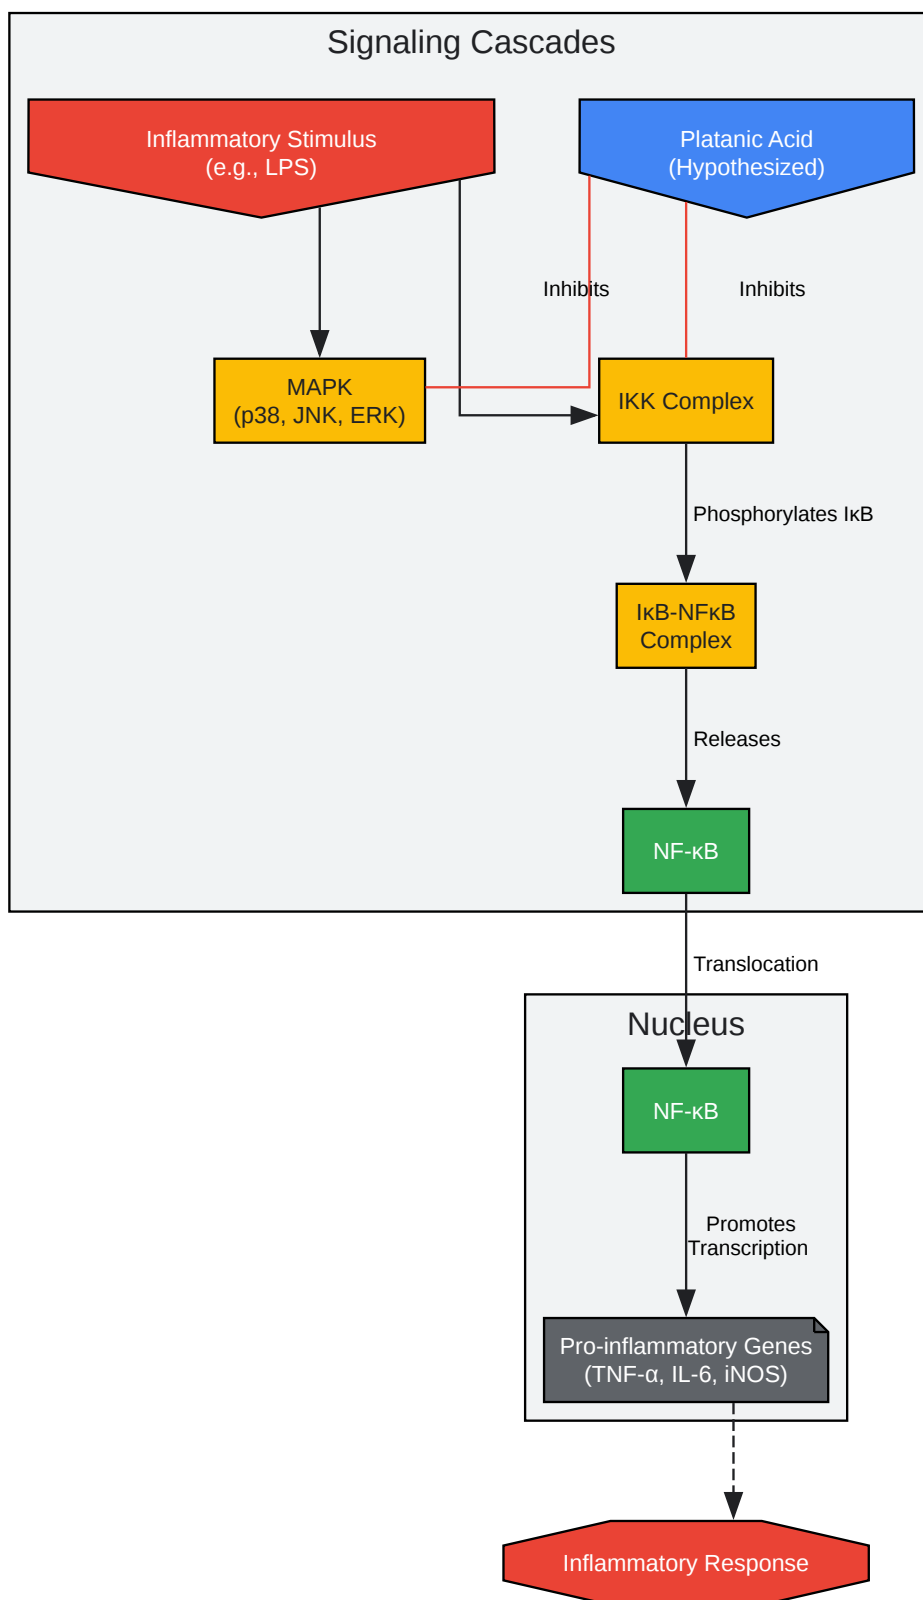 Signaling Cascades
Inflammatory Stimulus
(e.g., LPS)
Platanic Acid
(Hypothesized)
Inhibits
Inhibits
MAPK
(p38, JNK, ERK)
IKK Complex
Phosphorylates IκB
IκB-NFκB
Complex
Releases
NF-κB
Translocation
Nucleus
NF-κB
Promotes
Transcription
Pro-inflammatory Genes
(TNF-α, IL-6, iNOS)
Inflammatory Response